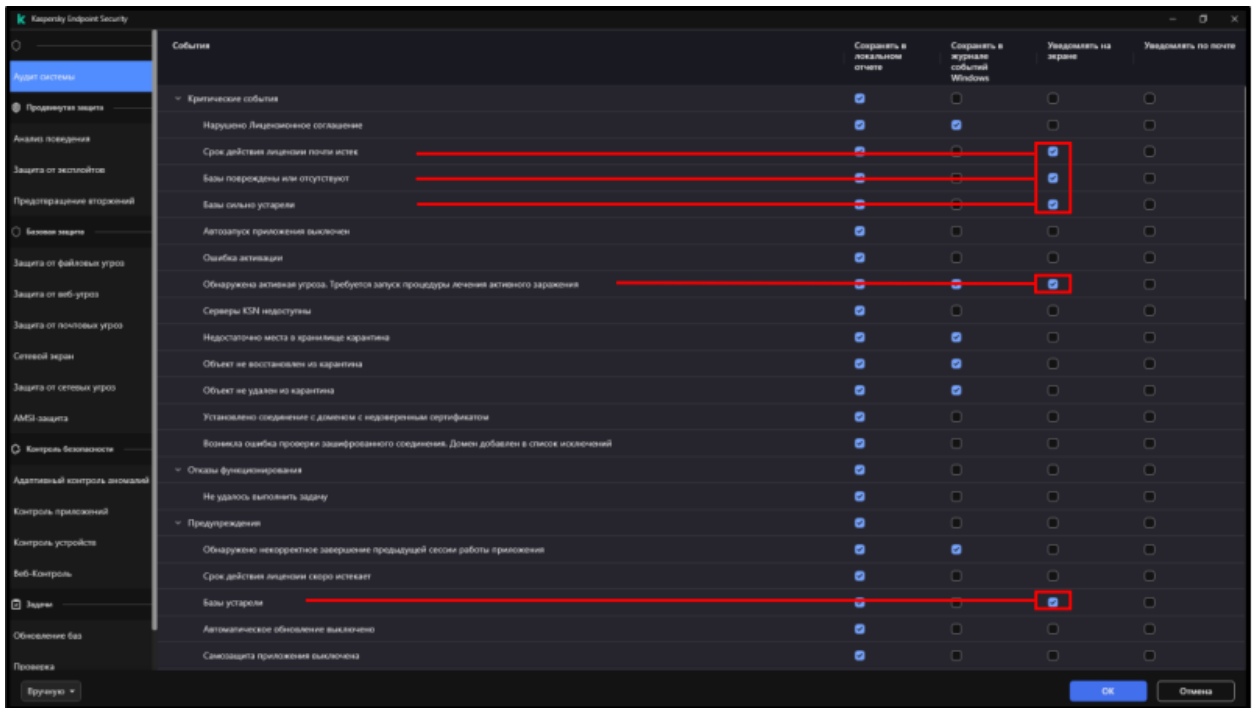 Kaspersky Endpoint Security
Аудит системы
Продвинутая защита
Анализ поведения
Защита от эксплойтов
Предотвращение вторжений
Базовая защита
Защита от файловых угроз
Защита от веб-угроз
Защита от почтовых угроз
Сетевой экран
Защита от сетевых угроз
AMSI-защита
Контроль безопасности
Адаптивный контроль аномалий
Контроль приложений
Контроль устройств
Веб-Контроль
Задачи
Обновление баз
Проверка
Вручную
События
Сохранять в
локальном
отчете
Сохранять в
журнале
событий
Windows
Уведомлять на
экране
Уведомлять по почте
Критические события
Нарушено Лицензионное соглашение
Срок действия лицензии почти истек
Базы повреждены или отсутствуют
Базы сильно устарели
Автозапуск приложения выключен
Ошибка активации
Обнаружена активная угроза. Требуется запуск процедуры лечения активного заражения
Серверы KSN недоступны
Недостаточно места в хранилище карантина
Объект не восстановлен из карантина
Объект не удален из карантина
Установлено соединение с доменом с недоверенным сертификатом
Возникла ошибка проверки зашифрованного соединения. Домен добавлен в список исключений
Отказы функционирования
Не удалось выполнить задачу
Предупреждения
Обнаружено некорректное завершение предыдущей сессии работы приложения
Срок действия лицензии скоро истекает
Базы устарели
Автоматическое обновление выключено
Самозащита приложения выключена
ОК
Отмена